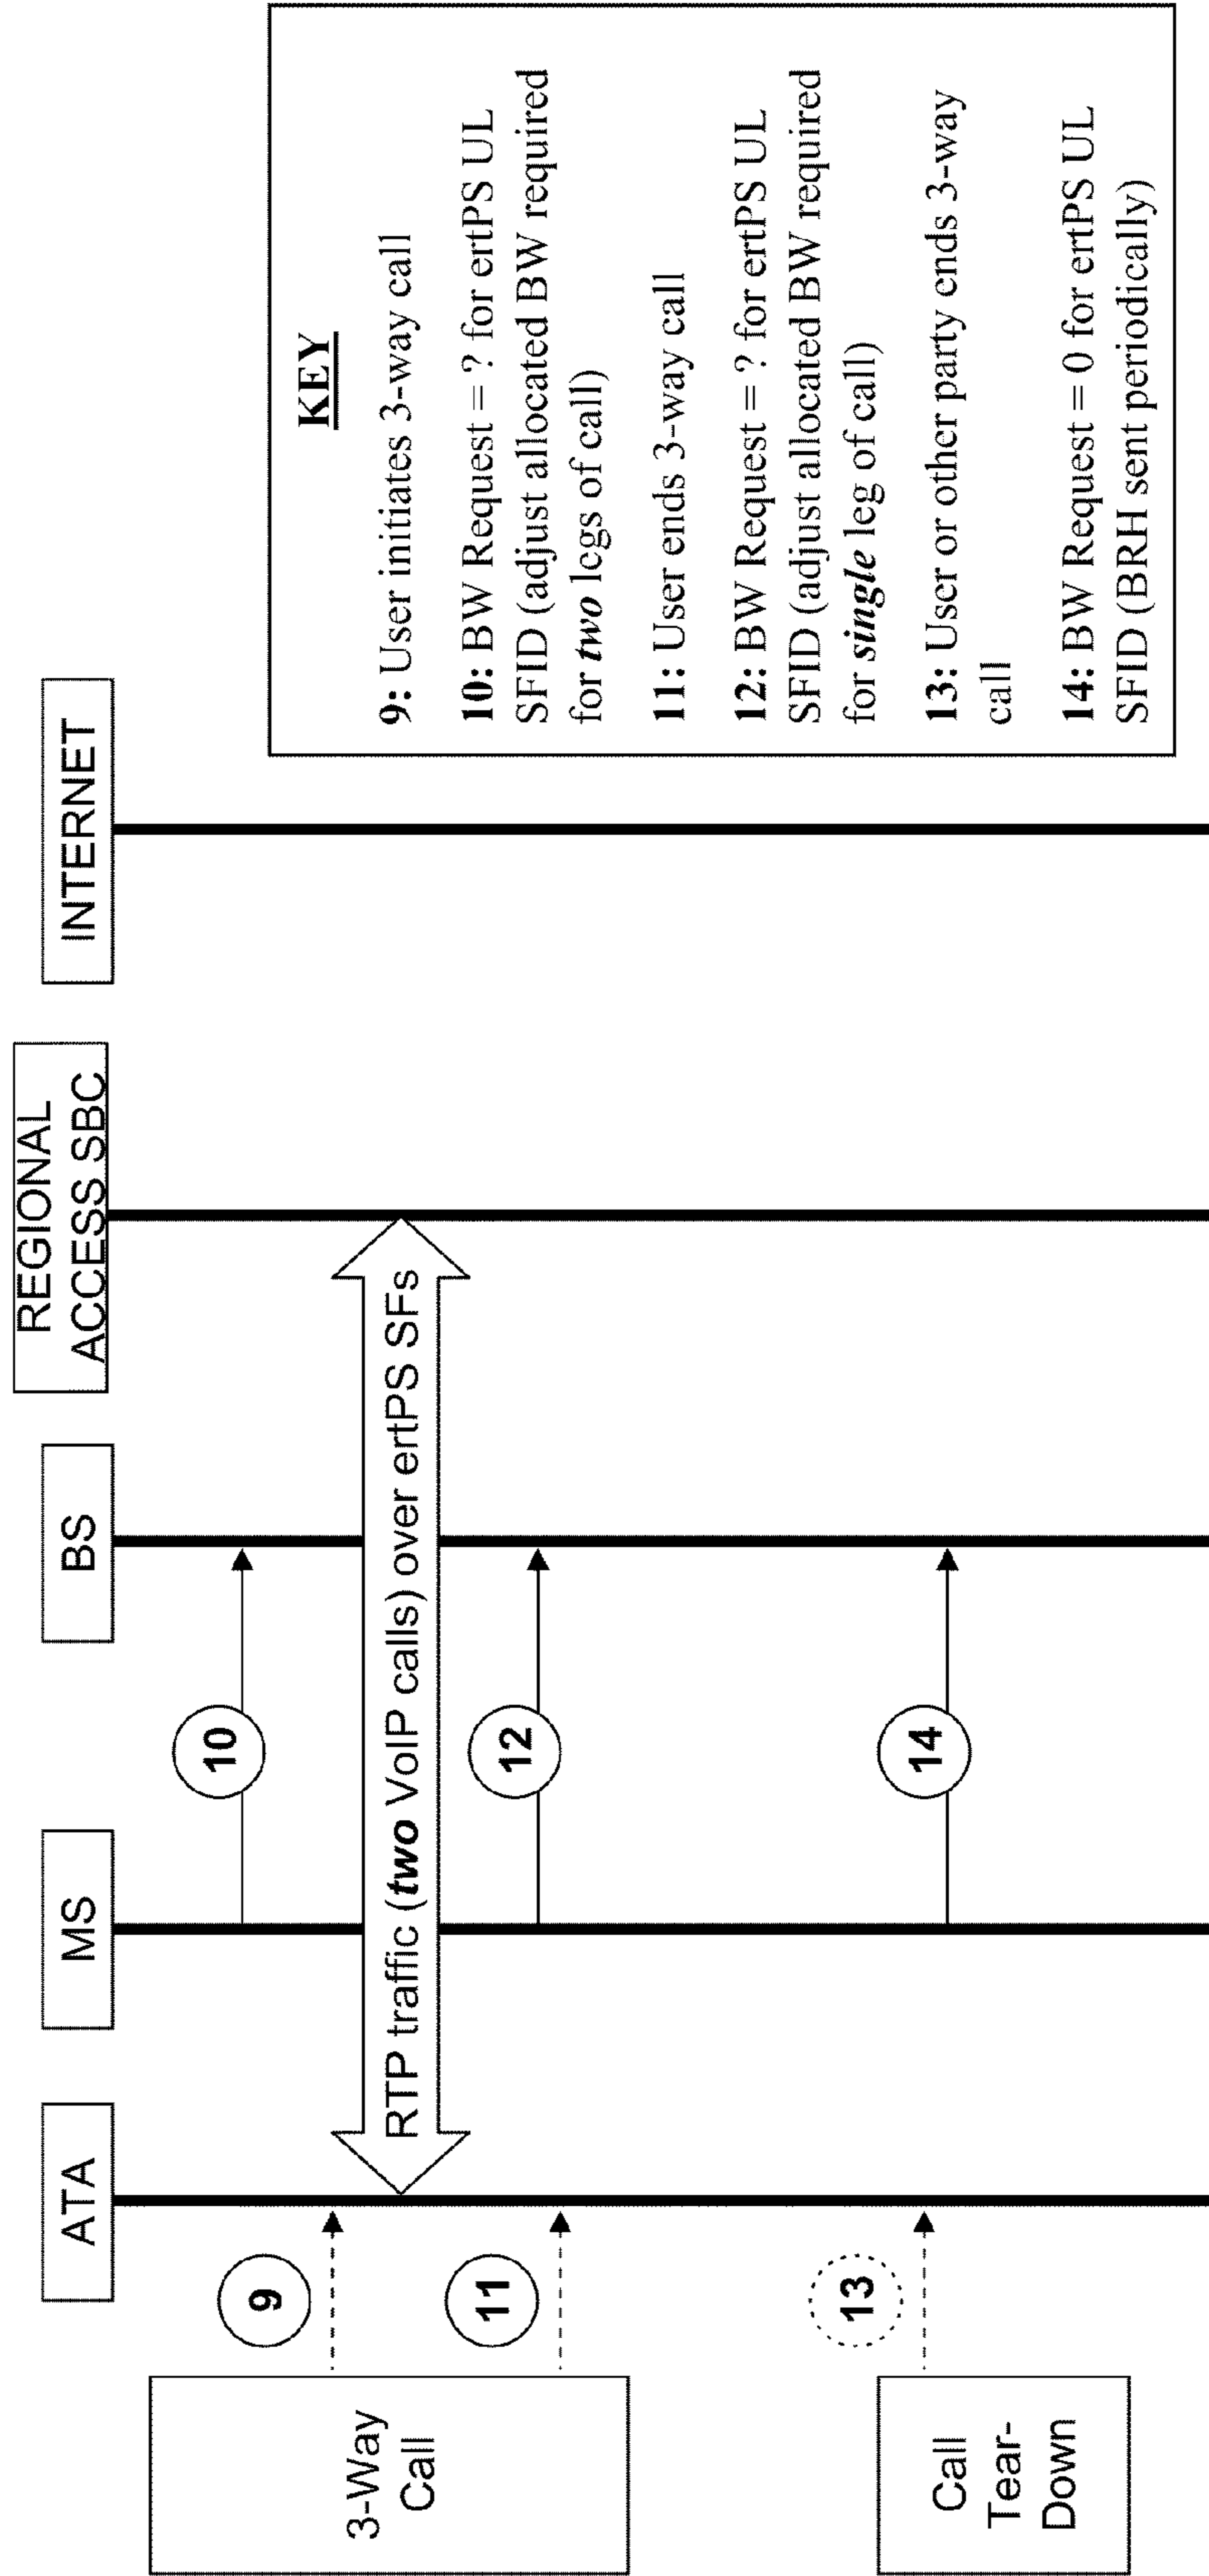 ATA
MS
BS
REGIONAL
ACCESS SBC
INTERNET
3-Way
Call
9
10
RTP traffic (two VoIP calls) over ertPS SFs
11
12
Call
Tear-
Down
13
14
KEY
9: User initiates 3-way call
10: BW Request = ? for ertPS UL
SFID (adjust allocated BW required
for two legs of call)
11: User ends 3-way call
12: BW Request = ? for ertPS UL
SFID (adjust allocated BW required
for single leg of call)
13: User or other party ends 3-way
call
14: BW Request = 0 for ertPS UL
SFID (BRH sent periodically)